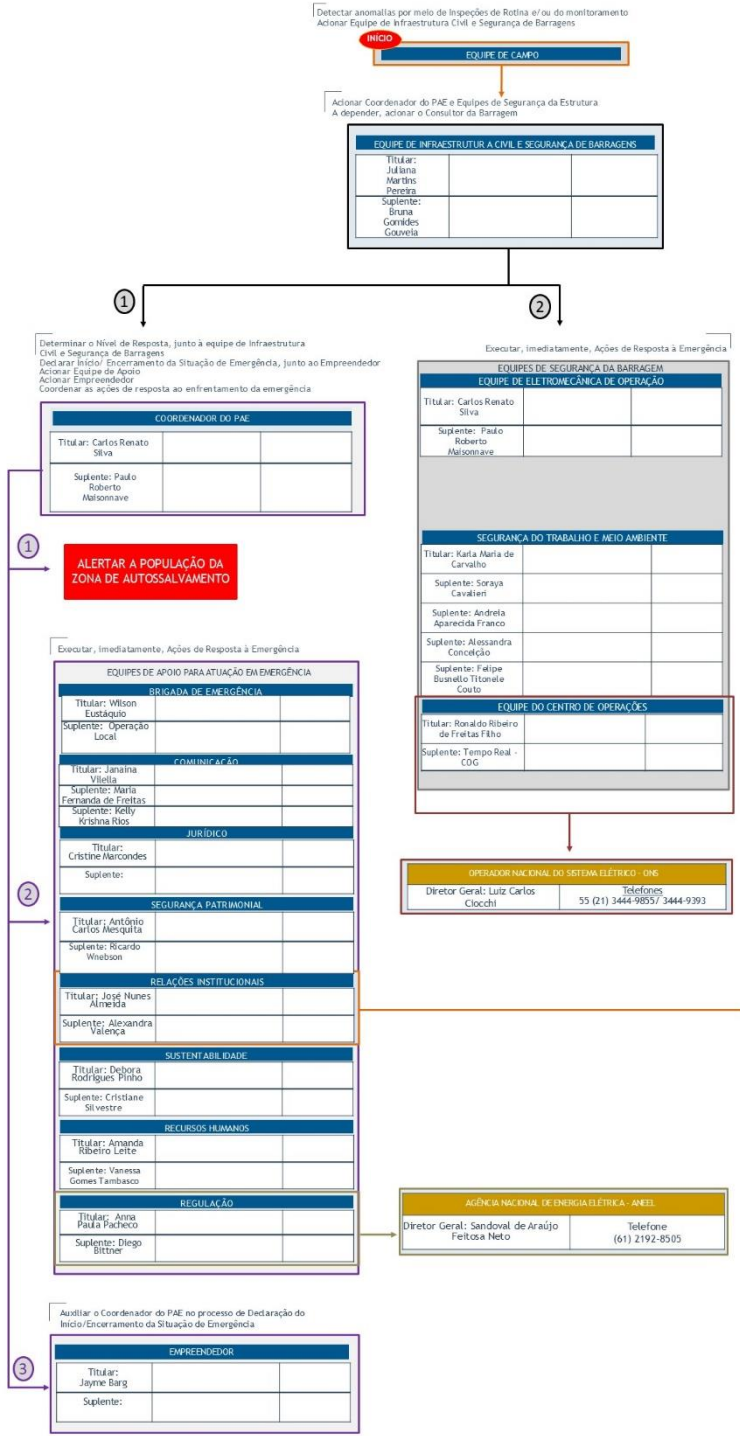 Detectar anomalias por meio de Inspeções de Rotina e/ou do monitoramento
Acionar Equipe de Infraestrutura Civil e Segurança de Barragens
INÍCIO
EQUIPE DE CAMPO
Acionar Coordenador do PAE e Equipes de Segurança da Estrutura
A depender, acionar o Consultor da Barragem
EQUIPE DE INFRAESTRUTUR A CIVIL E SEGURANÇA DE BARRAGENS
Titular:
Juliana
Martins
Pereira
Suplente:
Bruna
Gomides
Gouveia
1
2
Determinar o Nível de Resposta, junto à equipe de Infraestrutura
Civil e Segurança de Barragens
Declarar Início/ Encerramento da Situação de Emergência, junto ao Empreendedor
Acionar Equipe de Apoio
Acionar Empreendedor
Coordenar as ações de resposta ao enfrentamento da emergência
COORDENADOR DO PAE
Titular: Carlos Renato
Silva
Suplente: Paulo
Roberto
Maisonnave
1
ALERTAR A POPULAÇÃO DA
ZONA DE AUTOSSALVAMENTO
Executar, imediatamente, Ações de Resposta à Emergência
EQUIPES DE SEGURANÇA DA BARRAGEM
EQUIPE DE ELETROMECÂNICA DE OPERAÇÃO
Titular: Carlos Renato
Silva
Suplente: Paulo
Roberto
Maisonnave
SEGURANÇA DO TRABALHO E MEIO AMBIENTE
Titular: Karla Maria de
Carvalho
Suplente: Soraya
Cavalieri
Suplente: Andreia
Aparecida Franco
Suplente: Alessandra
Conceição
Suplente: Felipe
Busnello Titonele
Couto
EQUIPE DO CENTRO DE OPERAÇÕES
Titular: Ronaldo Ribeiro
de Freitas Filho
Suplente: Tempo Real -
COG
OPERADOR NACIONAL DO SISTEMA ELÉTRICO - ONS
Diretor Geral: Luiz Carlos
Ciocchi
Telefones
55 (21) 3444-9855/ 3444-9393
Executar, imediatamente, Ações de Resposta à Emergência
EQUIPES DE APOIO PARA ATUAÇÃO EM EMERGÊNCIA
BRIGADA DE EMERGÊNCIA
Titular: Wilson
Eustáquio
Suplente: Operação
Local
COMUNICAÇÃO
Titular: Janaina
Vilella
Suplente: Maria
Fernanda de Freitas
Suplente: Kelly
Krishna Rios
JURÍDICO
Titular:
Cristine Marcondes
Suplente:
2
SEGURANÇA PATRIMONIAL
Titular: Antônio
Carlos Mesquita
Suplente: Ricardo
Wnebson
RELAÇÕES INSTITUCIONAIS
Titular: José Nunes
Almeida
Suplente: Alexandra
Valença
SUSTENTABILIDADE
Titular: Debora
Rodrigues Pinho
Suplente: Cristiane
Silvestre
RECURSOS HUMANOS
Titular: Amanda
Ribeiro Leite
Suplente: Vanessa
Gomes Tambasco
REGULAÇÃO
Titular: Anna
Paula Pacheco
Suplente: Diego
Bittner
AGÊNCIA NACIONAL DE ENERGIA ELÉTRICA - ANEEL
Diretor Geral: Sandoval de Araújo
Feitosa Neto
Telefone
(61) 2192-8505
Auxiliar o Coordenador do PAE no processo de Declaração do
Início/Encerramento da Situação de Emergência
3
EMPREENDEDOR
Titular:
Jayme Barg
Suplente: